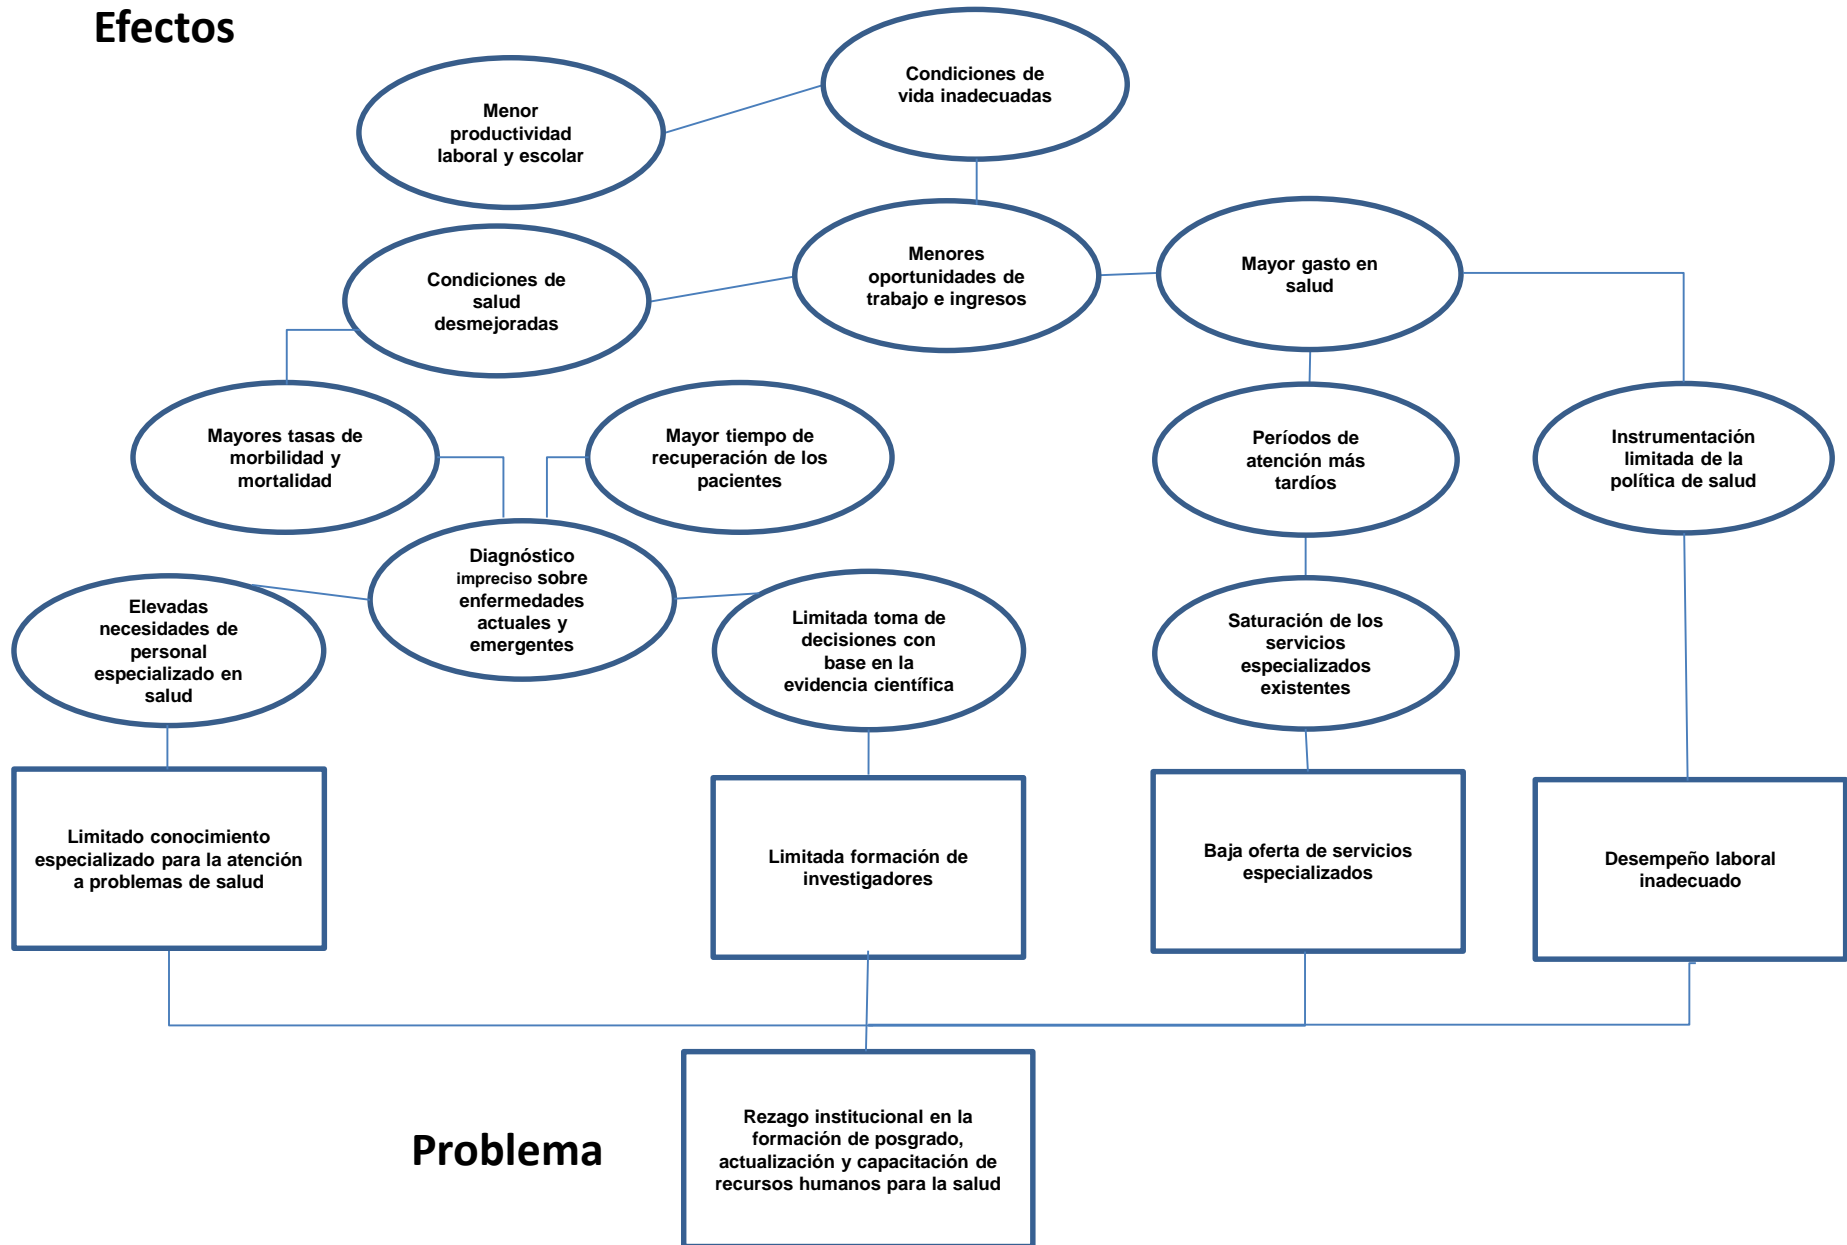 Efectos
Condiciones de
vida inadecuadas
Menor
productividad
laboral y escolar
Condiciones de
salud
desmejoradas
Menores
oportunidades de
trabajo e ingresos
Mayor gasto en
salud
Mayores tasas de
morbilidad y
mortalidad
Mayor tiempo de
recuperación de los
pacientes
Períodos de
atención más
tardíos
Instrumentación
limitada de la
política de salud
Diagnóstico
impreciso sobre
enfermedades
actuales y
emergentes
Elevadas
necesidades de
personal
especializado en
salud
Limitada toma de
decisiones con
base en la
evidencia científica
Saturación de los
servicios
especializados
existentes
Limitado conocimiento
especializado para la atención
a problemas de salud
Limitada formación de
investigadores
Baja oferta de servicios
especializados
Desempeño laboral
inadecuado
Problema
Rezago institucional en la
formación de posgrado,
actualización y capacitación de
recursos humanos para la salud